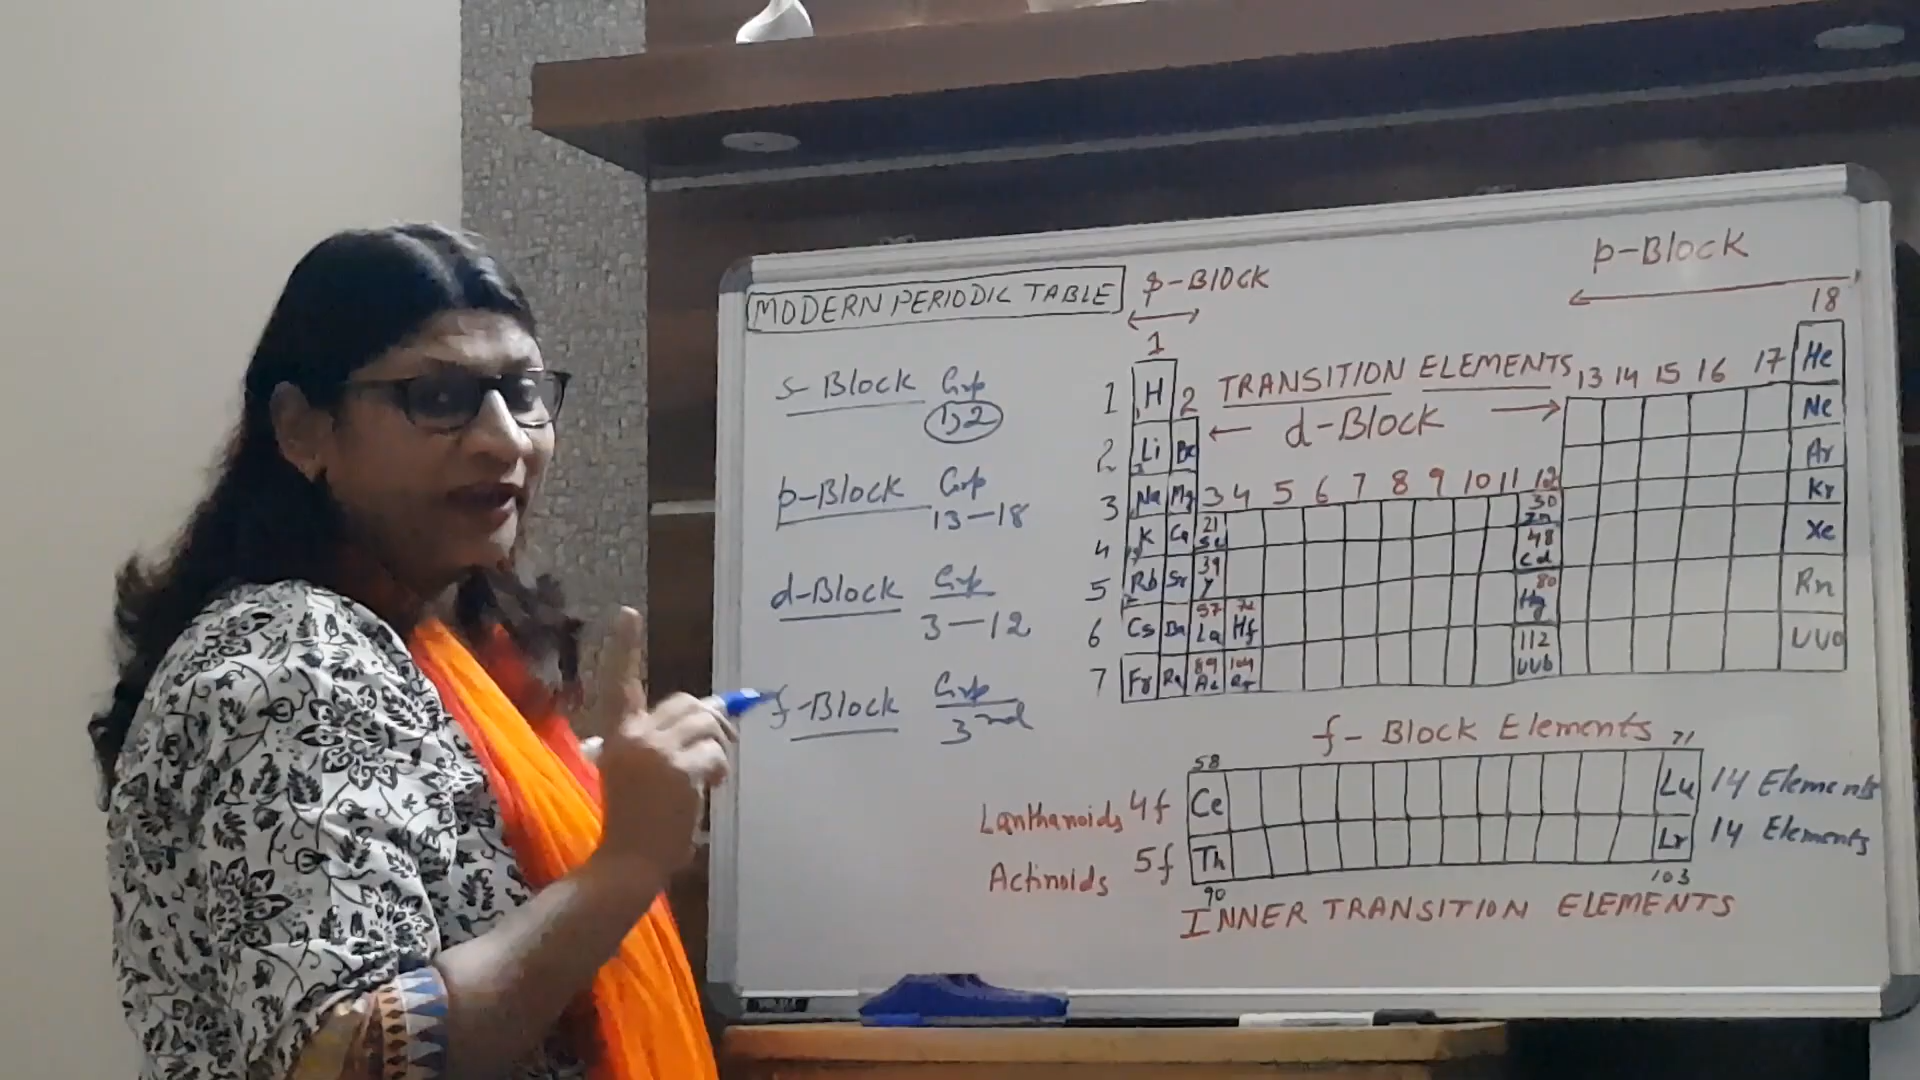 MODERN PERIODIC TABLE
s-Block Grp
1,2
p-Block Grp
13-18
d-Block Grp
3-12
f-Block Grp
3rd
s-BLOCK
p-Block
1
18
1 H 2 TRANSITION ELEMENTS 13 14 15 16 17 He
2 Li Be d-Block Ne
Ar
3 Na Mg 3 4 5 6 7 8 9 10 11 12 Kr
4 K Ca 21 Sc 30 Zn Xe
5 Rb Sr 39 Y 48 Cd Rn
6 Cs Ba 57 La 72 Hf 80 Hg UUO
7 Fr Ra 89 Ac 104 112 UUb
f- Block Elements
58 71
Lanthanoids 4f Ce Lu 14 Elements
Actinoids 5f Th Lr 14 Elements
90 103
INNER TRANSITION ELEMENTS